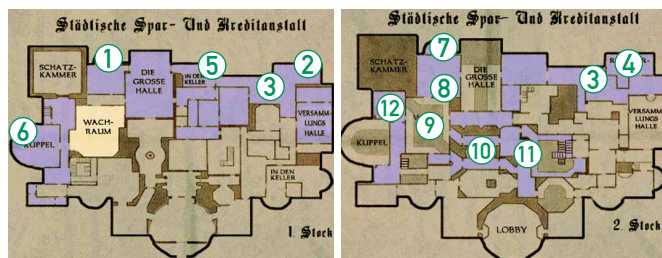 Städtische Spar- Und Kreditanstalt
SCHATZ-
KAMMER
1
DIE
GROSSE
HALLE
5
IN DEN
KELLER
3
2
WACH-
RAUM
6
KUPPEL
VERSAMM-
LUNGS
HALLE
IN DEN
KELLER
1. Stock
Städtische Spar- Und Kreditanstalt
SCHATZ-
KAMMER
7
DIE
GROSSE
HALLE
8
3
4
12
9
KUPPEL
VERSAMM-
LUNGS
HALLE
10
11
LOBBY
2. Stock